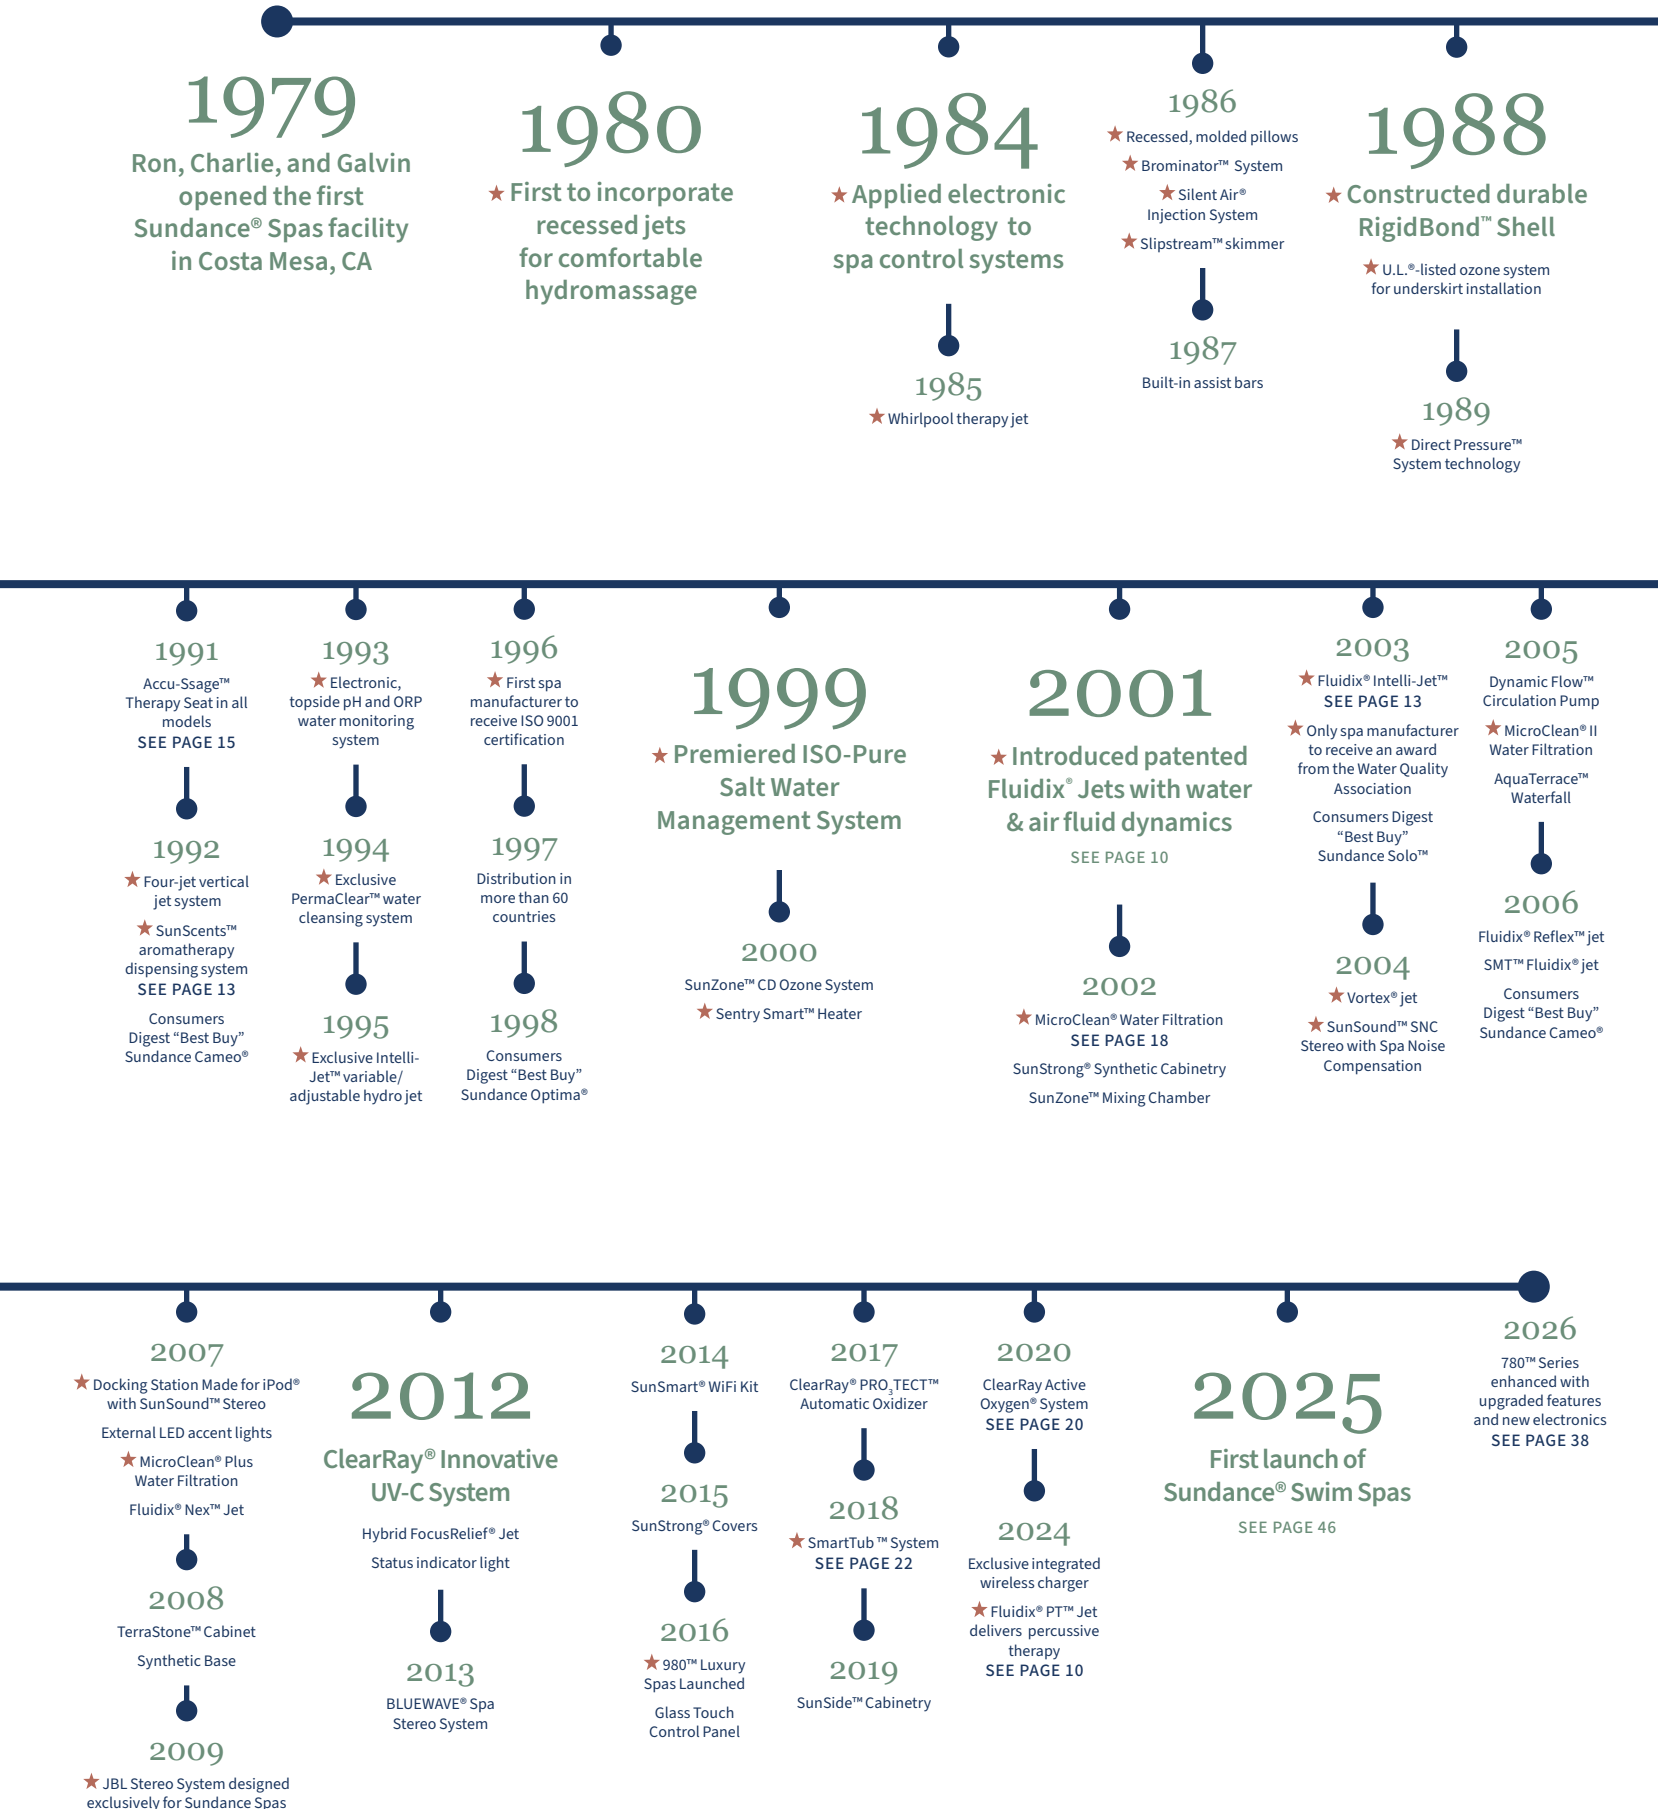 1979
Ron, Charlie, and Galvin
opened the first
Sundance® Spas facility
in Costa Mesa, CA
1980
★ First to incorporate
recessed jets
for comfortable
hydromassage
1984
★ Applied electronic
technology to
spa control systems
1985
★ Whirlpool therapy jet
1986
★ Recessed, molded pillows
★ Brominator™ System
★ Silent Air®
Injection System
★ Slipstream™ skimmer
1987
Built-in assist bars
1988
★ Constructed durable
RigidBond™ Shell
★ U.L.®-listed ozone system
for underskirt installation
1989
★ Direct Pressure™
System technology
1991
Accu-Ssage™
Therapy Seat in all
models
SEE PAGE 15
1992
★ Four-jet vertical
jet system
★ SunScents™
aromatherapy
dispensing system
SEE PAGE 13
Consumers
Digest “Best Buy”
Sundance Cameo®
1993
★ Electronic,
topside pH and ORP
water monitoring
system
1994
★ Exclusive
PermaClear™ water
cleansing system
1995
★ Exclusive Intelli-
Jet™ variable/
adjustable hydro jet
1996
★ First spa
manufacturer to
receive ISO 9001
certification
1997
Distribution in
more than 60
countries
1998
Consumers
Digest “Best Buy”
Sundance Optima®
1999
★ Premiered ISO-Pure
Salt Water
Management System
2000
SunZone™ CD Ozone System
★ Sentry Smart™ Heater
2001
★ Introduced patented
Fluidix® Jets with water
& air fluid dynamics
SEE PAGE 10
2002
★ MicroClean® Water Filtration
SEE PAGE 18
SunStrong® Synthetic Cabinetry
SunZone™ Mixing Chamber
2003
★ Fluidix® Intelli-Jet™
SEE PAGE 13
★ Only spa manufacturer
to receive an award
from the Water Quality
Association
Consumers Digest
“Best Buy”
Sundance Solo™
2004
★ Vortex® jet
★ SunSound™ SNC
Stereo with Spa Noise
Compensation
2005
Dynamic Flow™
Circulation Pump
★ MicroClean® II
Water Filtration
AquaTerrace™
Waterfall
2006
Fluidix® Reflex™ jet
SMT™ Fluidix® jet
Consumers
Digest “Best Buy”
Sundance Cameo®
2007
★ Docking Station Made for iPod®
with SunSound™ Stereo
External LED accent lights
★ MicroClean® Plus
Water Filtration
Fluidix® Nex™ Jet
2008
TerraStone™ Cabinet
Synthetic Base
2009
★ JBL Stereo System designed
exclusively for Sundance Spas
2012
ClearRay® Innovative
UV-C System
Hybrid FocusRelief® Jet
Status indicator light
2013
BLUEWAVE® Spa
Stereo System
2014
SunSmart® WiFi Kit
2015
SunStrong® Covers
2016
★ 980™ Luxury
Spas Launched
Glass Touch
Control Panel
2017
ClearRay® PRO₃TECT™
Automatic Oxidizer
2018
★ SmartTub™ System
SEE PAGE 22
2019
SunSide™ Cabinetry
2020
ClearRay Active
Oxygen® System
SEE PAGE 20
2024
Exclusive integrated
wireless charger
★ Fluidix® PT™ Jet
delivers percussive
therapy
SEE PAGE 10
2025
First launch of
Sundance® Swim Spas
SEE PAGE 46
2026
780™ Series
enhanced with
upgraded features
and new electronics
SEE PAGE 38